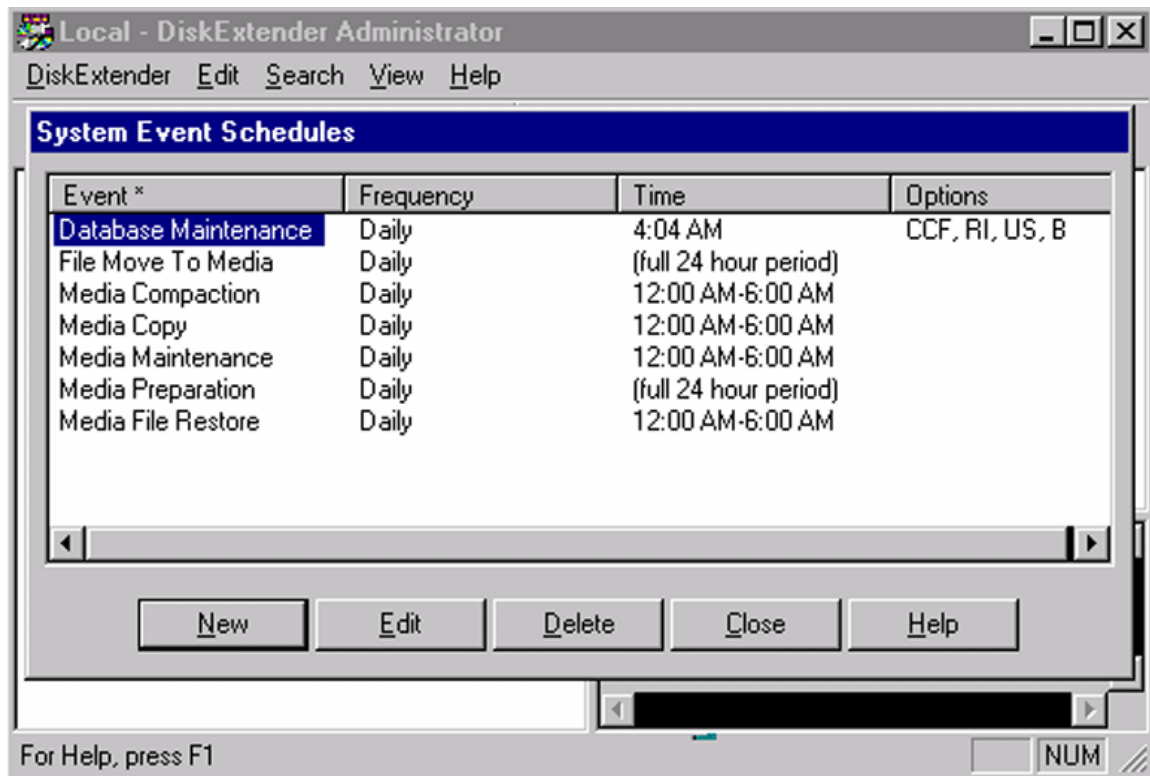 Local - DiskExtender Administrator
DiskExtender Edit Search View Help
System Event Schedules
Event * Frequency Time Options
Database Maintenance Daily 4:04 AM CCF, RI, US, B
File Move To Media Daily (full 24 hour period)
Media Compaction Daily 12:00 AM-6:00 AM
Media Copy Daily 12:00 AM-6:00 AM
Media Maintenance Daily 12:00 AM-6:00 AM
Media Preparation Daily (full 24 hour period)
Media File Restore Daily 12:00 AM-6:00 AM
New Edit Delete Close Help
For Help, press F1 NUM